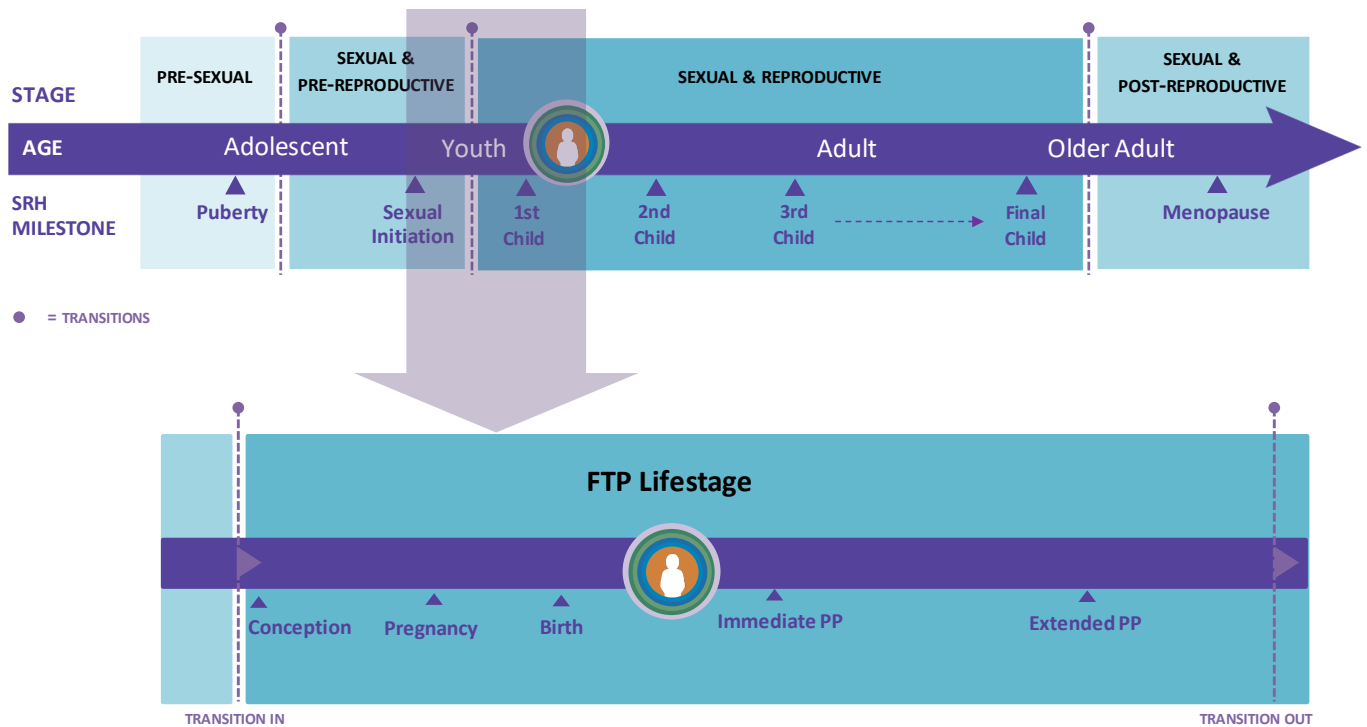 PRE-SEXUAL
SEXUAL &
PRE-REPRODUCTIVE
SEXUAL & REPRODUCTIVE
SEXUAL &
POST-REPRODUCTIVE
STAGE
AGE
Adolescent
Youth
Adult
Older Adult
SRH
MILESTONE
Puberty
Sexual
Initiation
1st
Child
2nd
Child
3rd
Child
Final
Child
Menopause
= TRANSITIONS
FTP Lifestage
Conception
Pregnancy
Birth
Immediate PP
Extended PP
TRANSITION IN
TRANSITION OUT